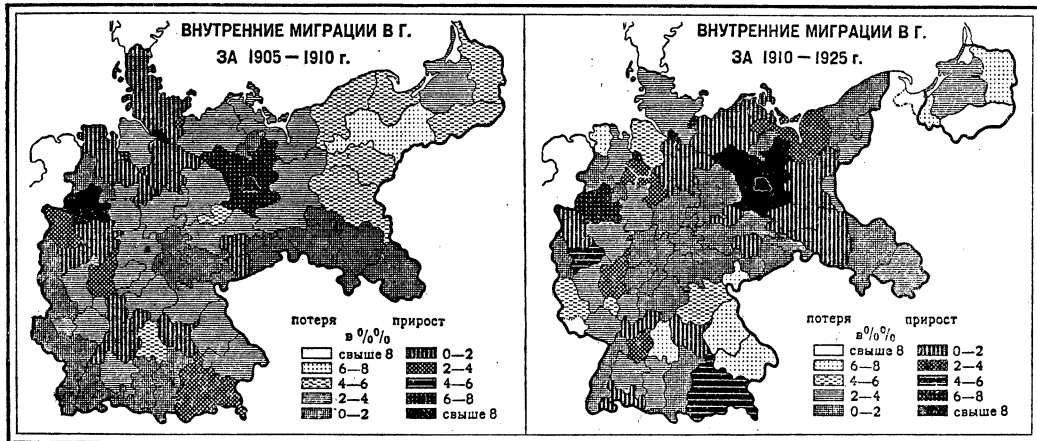 ВНУТРЕННИЕ МИГРАЦИИ В Г.
ЗА 1905 — 1910 г.
потеря прирост
в %%
свыше 8 0—2
6—8 2—4
4—6 4—6
2—4 6—8
0—2 свыше 8
ВНУТРЕННИЕ МИГРАЦИИ В Г.
ЗА 1910 — 1925 г.
потеря прирост
в %%
свыше 8 0—2
6—8 2—4
4—6 4—6
2—4 6—8
0—2 свыше 8